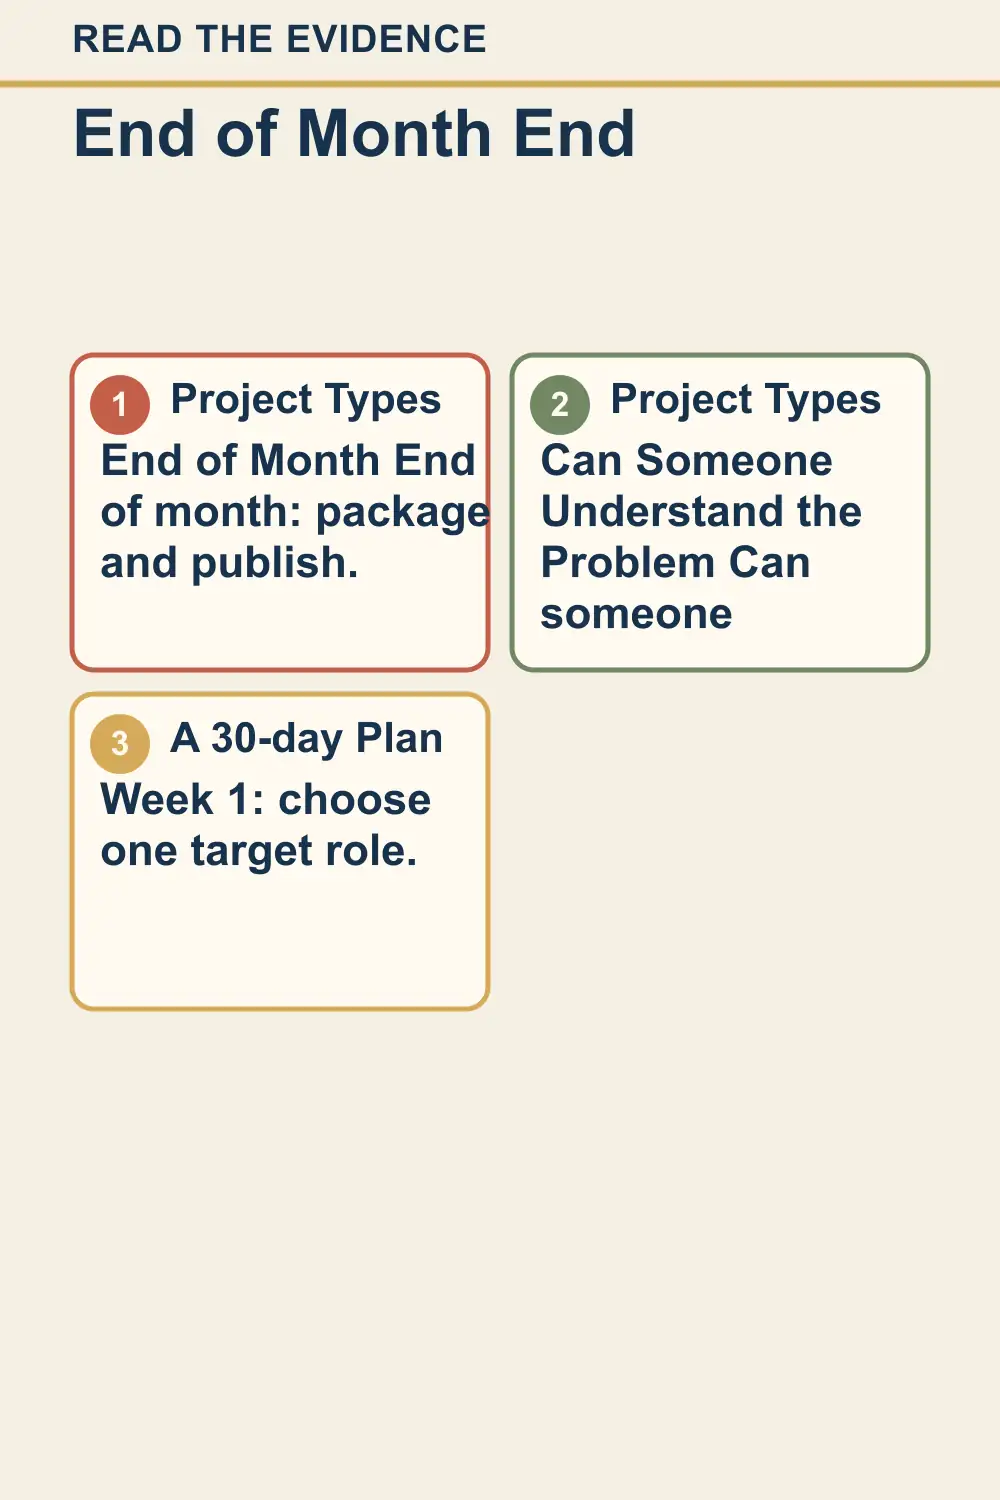 READ THE EVIDENCE
End of Month End
1 Project Types
End of Month End
of month: package
and publish.
2 Project Types
Can Someone
Understand the
Problem Can
someone
3 A 30-day Plan
Week 1: choose
one target role.